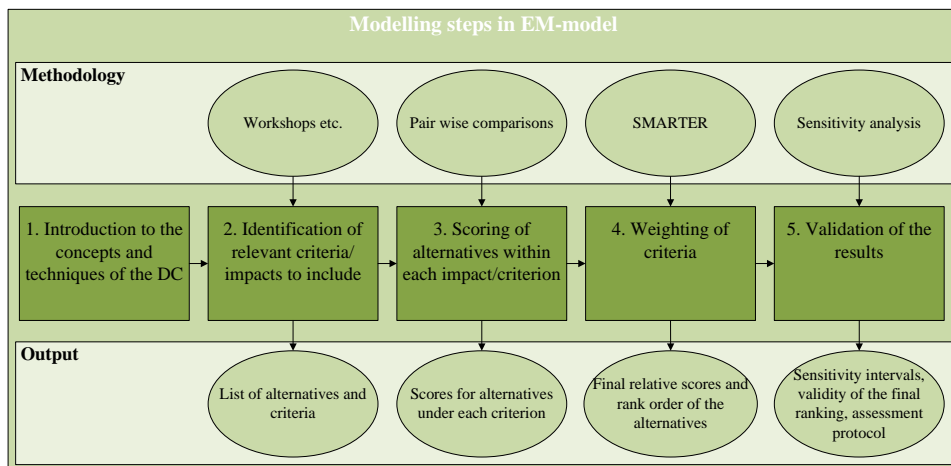 Modelling steps in EM-model
Methodology
Workshops etc.
Pair wise comparisons
SMARTER
Sensitivity analysis
1. Introduction to the
concepts and
techniques of the DC
2. Identification of
relevant criteria/
impacts to include
3. Scoring of
alternatives within
each impact/criterion
4. Weighting of
criteria
5. Validation of the
results
Output
List of alternatives and
criteria
Scores for alternatives
under each criterion
Final relative scores and
rank order of the
alternatives
Sensitivity intervals,
validity of the final
ranking, assessment
protocol